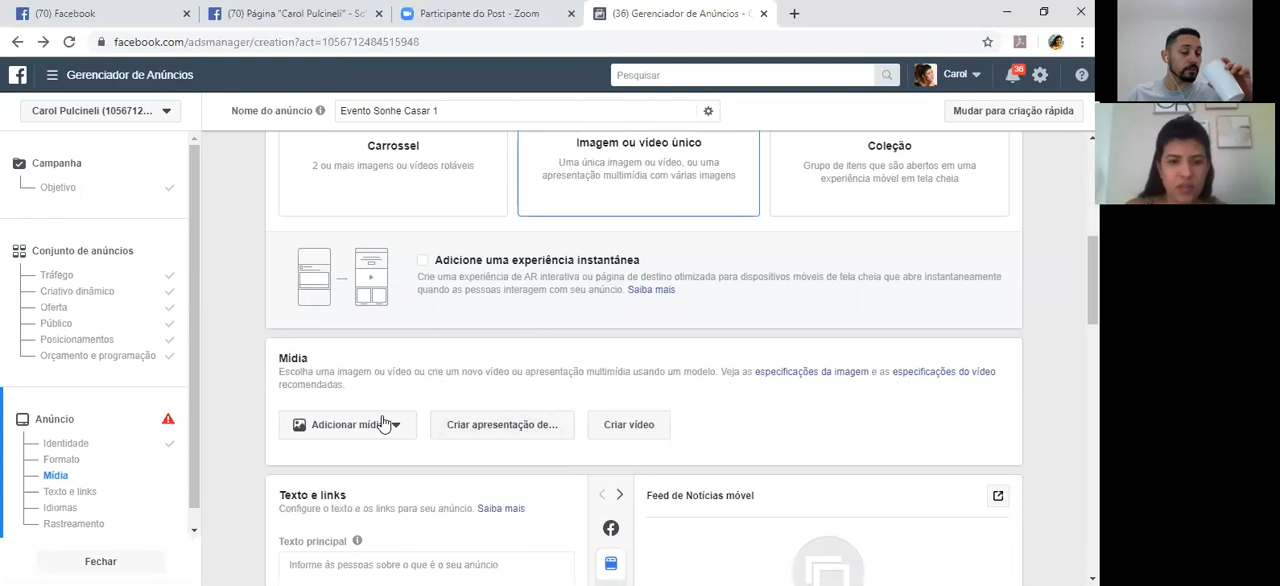 (70) Facebook
(70) Página "Carol Pulcineli" - So
Participante do Post - Zoom
(36) Gerenciador de Anúncios - C
facebook.com/adsmanager/creation?act=1056712484515948
Gerenciador de Anúncios
Pesquisar
Carol
36
Carol Pulcineli (1056712...
Nome do anúncio
Evento Sonhe Casar 1
Mudar para criação rápida
Campanha
Objetivo
Conjunto de anúncios
Tráfego
Criativo dinâmico
Oferta
Público
Posicionamentos
Orçamento e programação
Anúncio
Identidade
Formato
Mídia
Texto e links
Idiomas
Rastreamento
Fechar
Carrossel
2 ou mais imagens ou vídeos roláveis
Imagem ou vídeo único
Uma única imagem ou vídeo, ou uma
apresentação multimídia com várias imagens
Coleção
Grupo de itens que são abertos em uma
experiência móvel em tela cheia
Adicione uma experiência instantânea
Crie uma experiência de AR interativa ou página de destino otimizada para dispositivos móveis de tela cheia que abre instantaneamente
quando as pessoas interagem com seu anúncio. Saiba mais
Mídia
Escolha uma imagem ou vídeo ou crie um novo vídeo ou apresentação multimídia usando um modelo. Veja as especificações da imagem e as especificações do vídeo
recomendadas.
Adicionar mídia
Criar apresentação de...
Criar vídeo
Texto e links
Configure o texto e os links para seu anúncio. Saiba mais
Texto principal
Informe às pessoas sobre o que é o seu anúncio
Feed de Notícias móvel